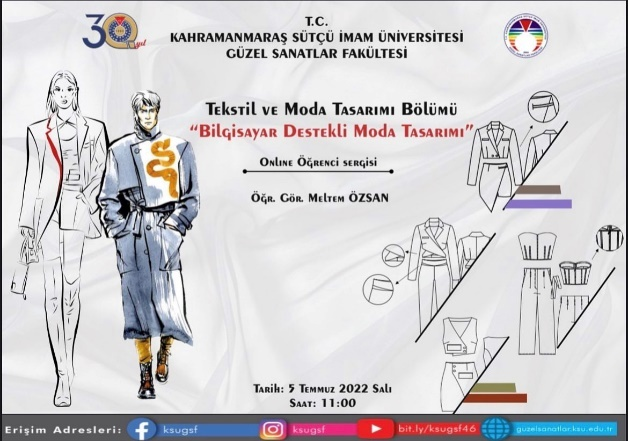 30 yıl
T.C.
KAHRAMANMARAŞ SÜTÇÜ İMAM ÜNİVERSİTESİ
GÜZEL SANATLAR FAKÜLTESİ
Tekstil ve Moda Tasarımı Bölümü
“Bilgisayar Destekli Moda Tasarımı”
Online Öğrenci sergisi
Öğr. Gör. Meltem ÖZSAN
Tarih: 5 Temmuz 2022 Salı
Saat: 11:00
Erişim Adresleri: ksugsf ksugsf bit.ly/ksugsf46 guzelsanatlar.ksu.edu.tr